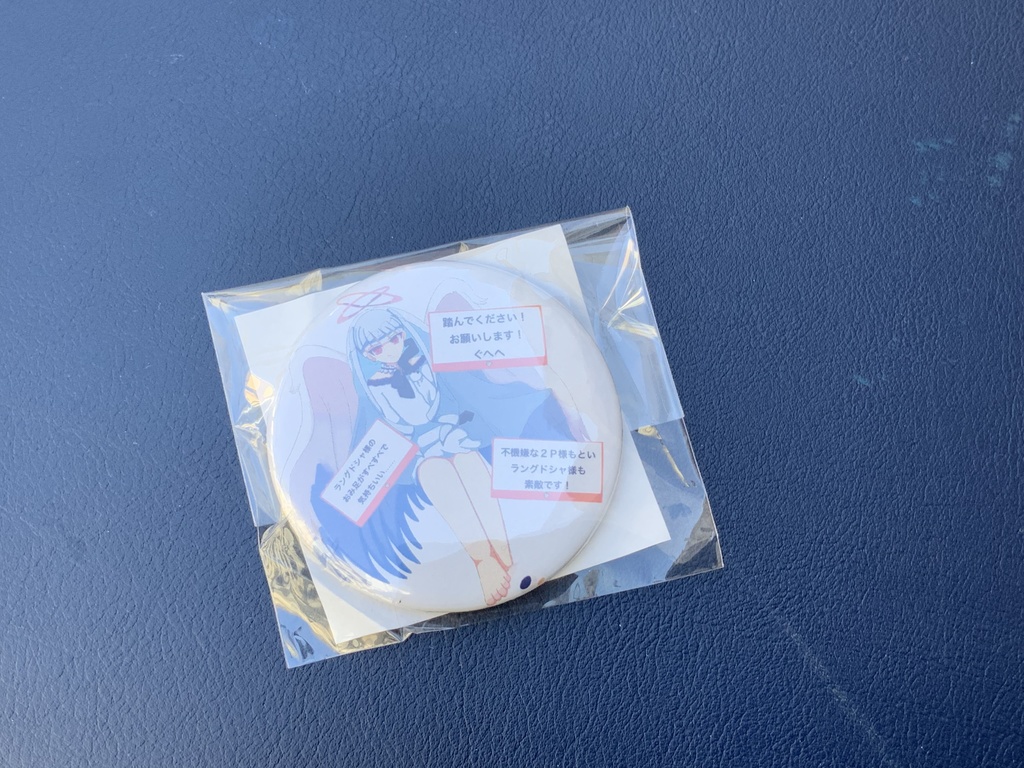 踏んでください！
お願いします！
ぐへへ
ラングドシャ様の
おみ足がすべすべで
気持ちいい…
不機嫌な２Ｐ様もとい
ラングドシャ様も
素敵です！